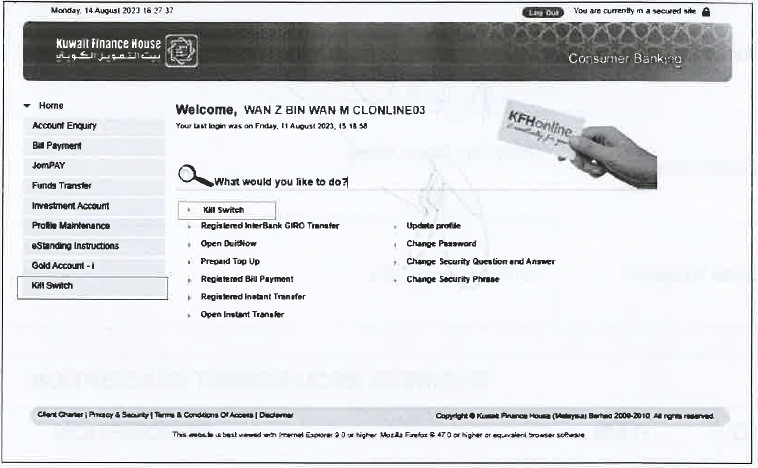 Monday, 14 August 2023 16 27 37
Log Out You are currently in a secured site
Kuwait Finance House
بيت التمويل الكويتي
Consumer Banking
Home
Account Enquiry
Bill Payment
JomPAY
Funds Transfer
Investment Account
Profile Maintenance
eStanding Instructions
Gold Account - i
Kill Switch
Welcome, WAN Z BIN WAN M CLONLINE03
Your last login was on Friday, 11 August 2023, 15 18 58
KFHonline
What would you like to do?
Kill Switch
Registered InterBank GIRO Transfer
Open DuitNow
Prepaid Top Up
Registered Bill Payment
Registered Instant Transfer
Open Instant Transfer
Update profile
Change Password
Change Security Question and Answer
Change Security Phrase
Client Charter | Privacy & Security | Terms & Conditions Of Access | Disclaimer
Copyright © Kuwait Finance House (Malaysia) Berhad 2009-2010. All rights reserved.
This website is best viewed with Internet Explorer 9.0 or higher Mozilla Firefox ® 47.0 or higher or equivalent browser software